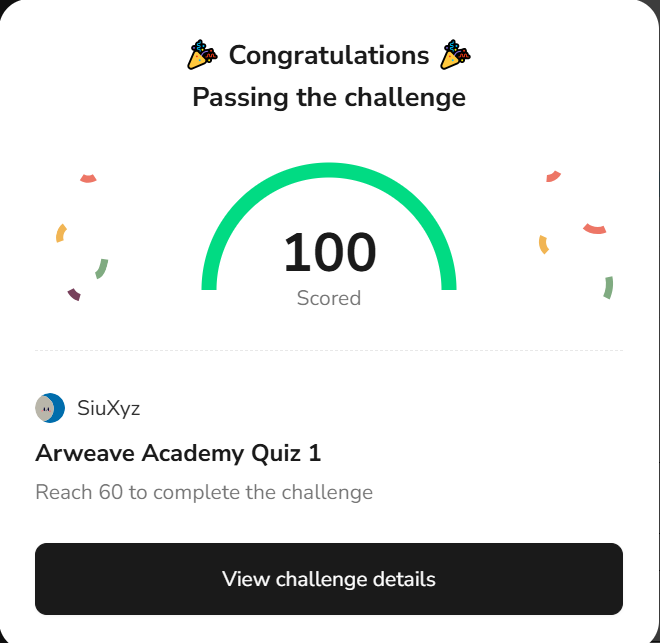 🎉 Congratulations 🎉
Passing the challenge
100
Scored
SiuXyz
Arweave Academy Quiz 1
Reach 60 to complete the challenge
View challenge details